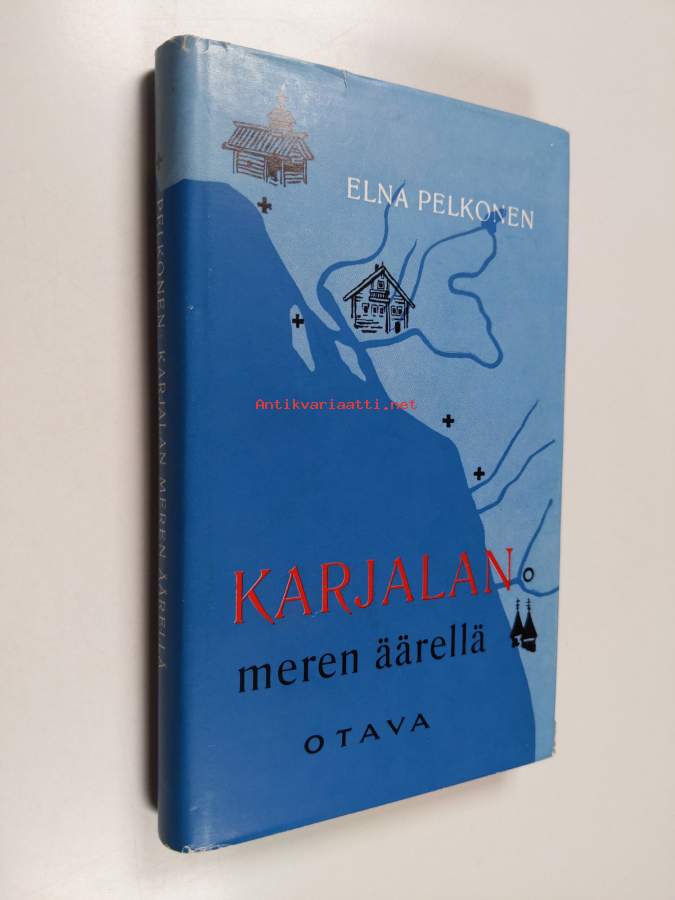 ELNA PELKONEN
Antikvariaatti.net
KARJALAN
meren äärellä
OTAVA
PELKONEN: KARJALAN MEREN ÄÄRELLÄ